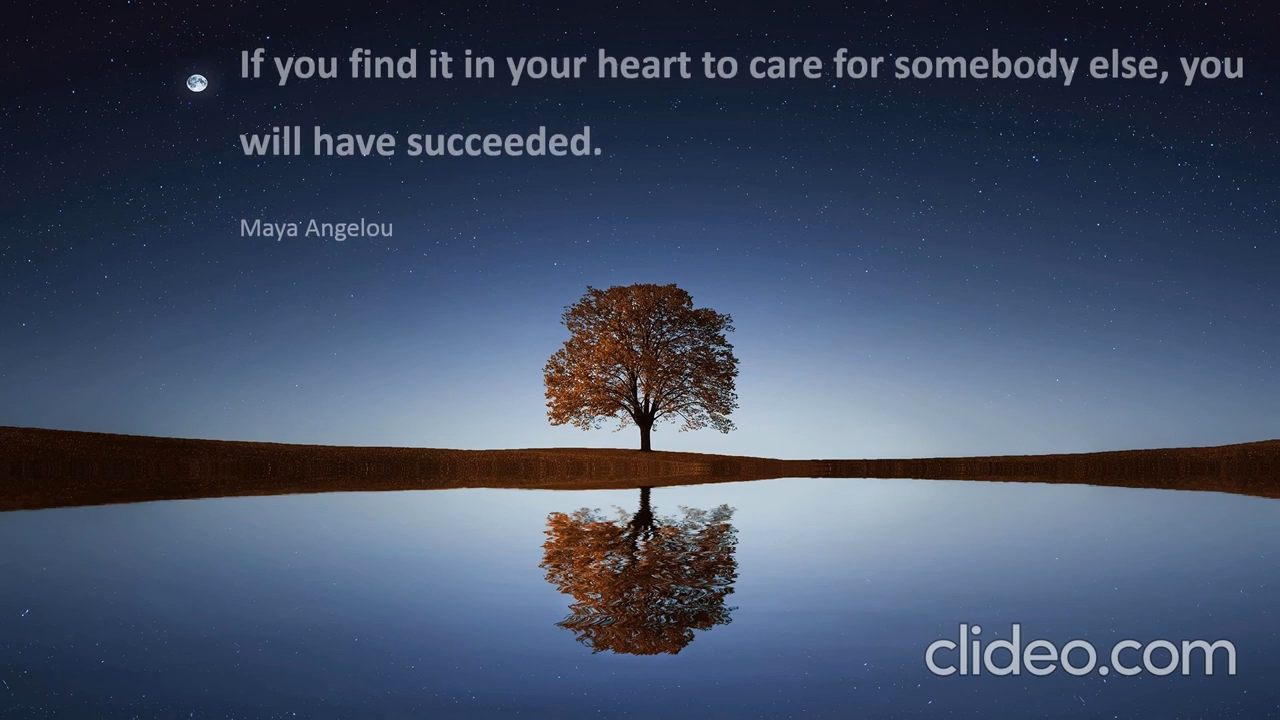 If you find it in your heart to care for somebody else, you
will have succeeded.
Maya Angelou
clideo.com